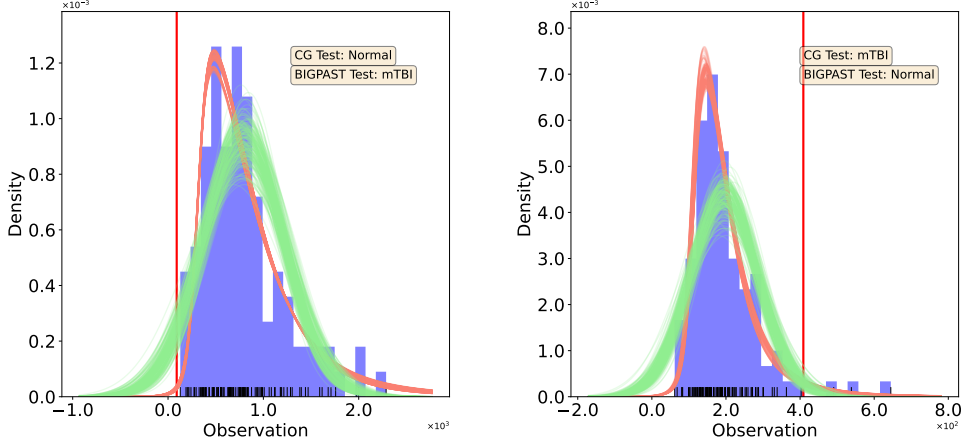 ×10⁻³
CG Test: Normal
BIGPAST Test: mTBI
1.2
1.0
0.8
0.6
0.4
0.2
0.0
Density
−1.0 0.0 1.0 2.0
Observation
×10³
×10⁻³
CG Test: mTBI
BIGPAST Test: Normal
8.0
7.0
6.0
5.0
4.0
3.0
2.0
1.0
0.0
Density
−2.0 0.0 2.0 4.0 6.0 8.0
Observation
×10²